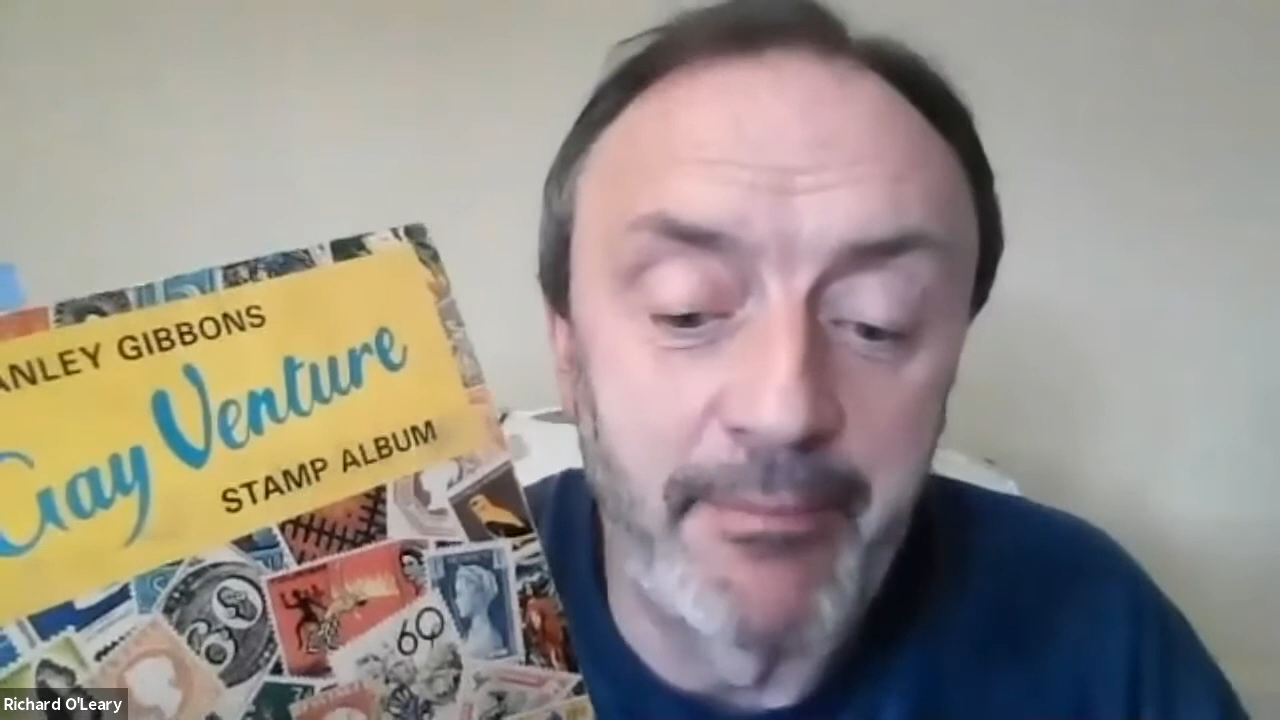 ANLEY GIBBONS
Gay Venture
STAMP ALBUM
60
Richard O'Leary